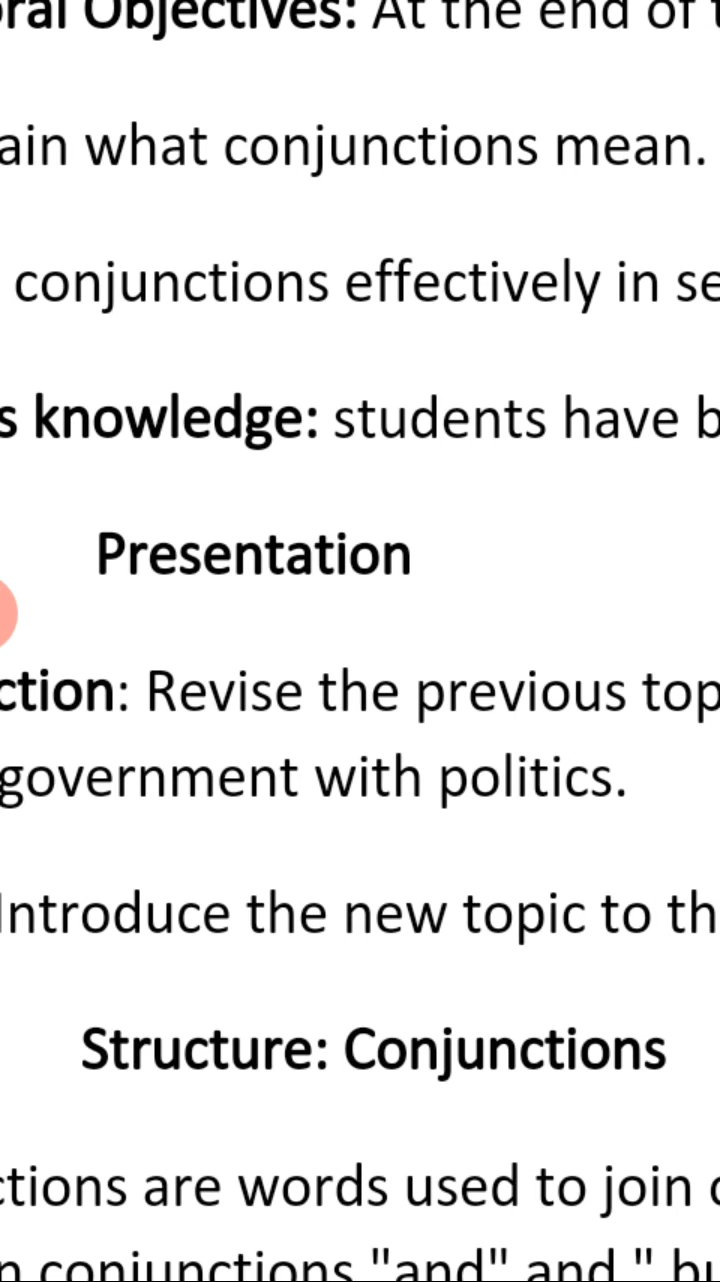 oral Objectives: At the end of t
ain what conjunctions mean.
conjunctions effectively in se
s knowledge: students have b
Presentation
ction: Revise the previous top
government with politics.
Introduce the new topic to th
Structure: Conjunctions
ctions are words used to join
n conjunctions "and" and " bu